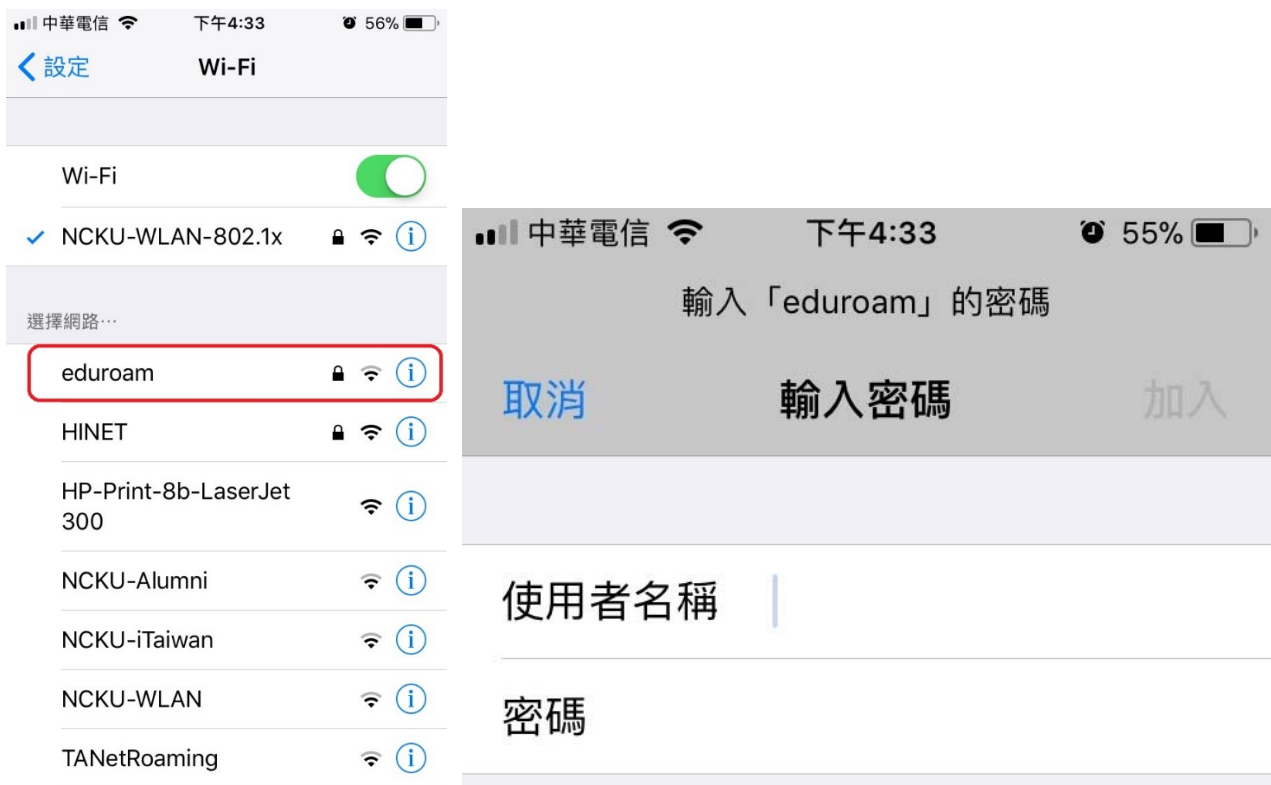 中華電信 下午4:33 56%
設定 Wi-Fi
Wi-Fi
NCKU-WLAN-802.1x
選擇網路…
eduroam
HINET
HP-Print-8b-LaserJet
300
NCKU-Alumni
NCKU-iTaiwan
NCKU-WLAN
TANetRoaming
中華電信 下午4:33 55%
輸入「eduroam」的密碼
取消 輸入密碼 加入
使用者名稱
密碼